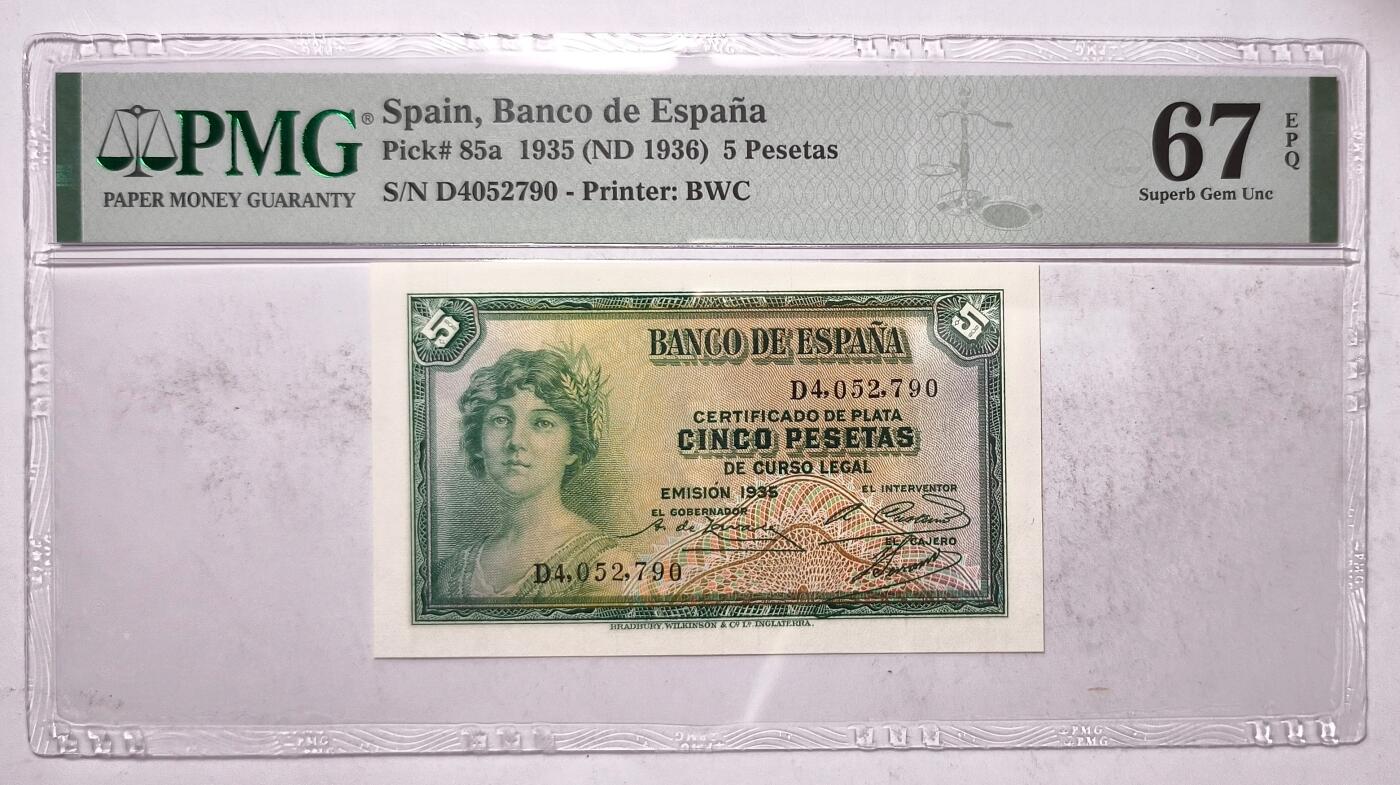 PMG®
PAPER MONEY GUARANTY
Spain, Banco de España
Pick# 85a 1935 (ND 1936) 5 Pesetas
S/N D4052790 - Printer: BWC
67
EPQ
Superb Gem Unc
5
5
BANCO DE ESPAÑA
D4,052,790
CERTIFICADO DE PLATA
CINCO PESETAS
DE CURSO LEGAL
EMISIÓN 1935
EL INTERVENTOR
EL GOBERNADOR
EL CAJERO
D4,052,790
BRADBURY, WILKINSON & Cº Lº. INGLATERRA.
PMG
PMG